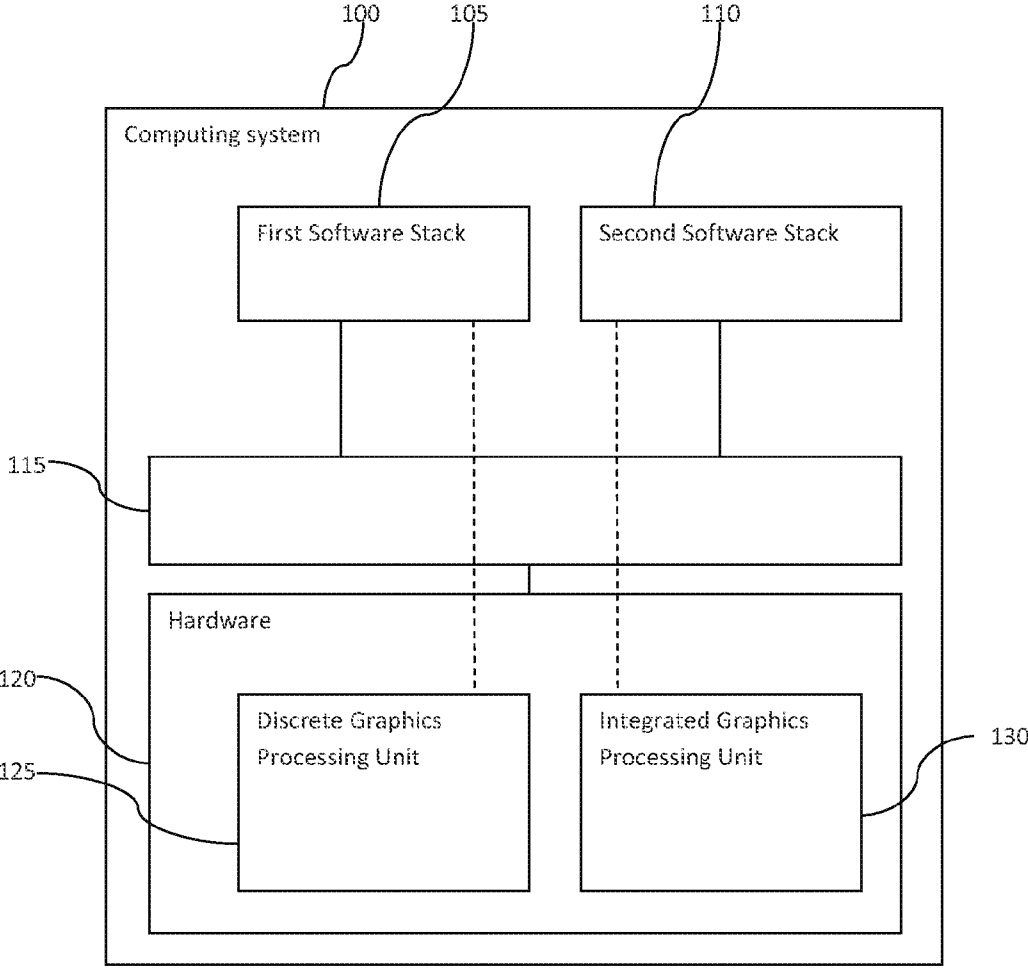 100
105
110
Computing system
First Software Stack
Second Software Stack
115
Hardware
120
Discrete Graphics
Processing Unit
Integrated Graphics
Processing Unit
125
130